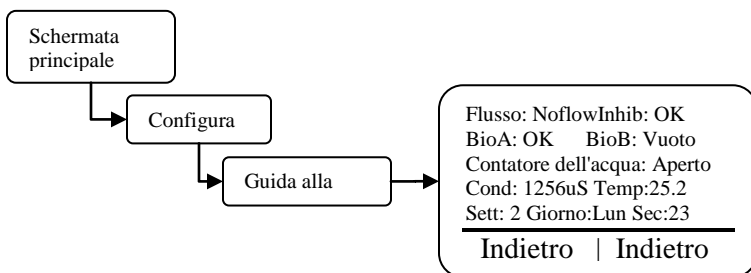 Schermata
principale
Configura
Guida alla
Flusso: NoflowInhib: OK
BioA: OK BioB: Vuoto
Contatore dell'acqua: Aperto
Cond: 1256uS Temp:25.2
Sett: 2 Giorno:Lun Sec:23
Indietro | Indietro